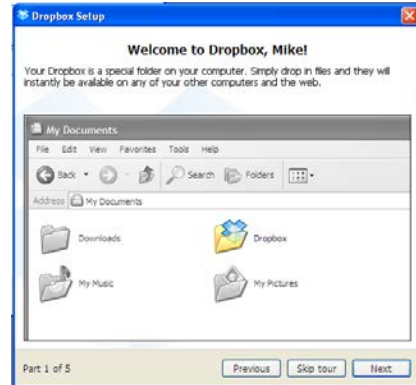 Dropbox Setup
Welcome to Dropbox, Mike!
Your Dropbox is a special folder on your computer. Simply drop in files and they will
instantly be available on any of your other computers and the web.
My Documents
File Edit View Favorites Tools Help
Back Search Folders
Address My Documents
Downloads Dropbox
My Music My Pictures
Part 1 of 5 Previous Skip tour Next